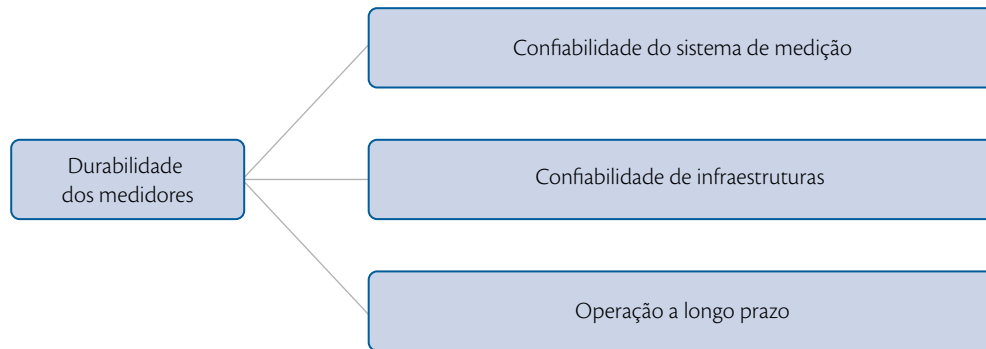 Confiabilidade do sistema de medição
Durabilidade
dos medidores
Confiabilidade de infraestruturas
Operação a longo prazo